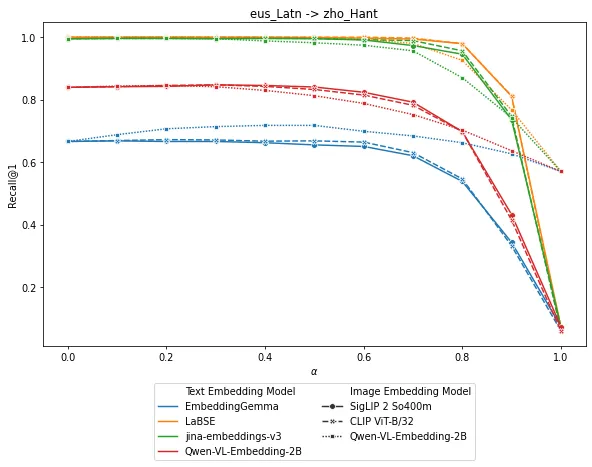 eus_Latn -> zho_Hant
Recall@1
1.0
0.8
0.6
0.4
0.2
0.0 0.2 0.4 0.6 0.8 1.0
α
Text Embedding Model
EmbeddingGemma
LaBSE
jina-embeddings-v3
Qwen-VL-Embedding-2B
Image Embedding Model
SigLIP 2 So400m
CLIP ViT-B/32
Qwen-VL-Embedding-2B